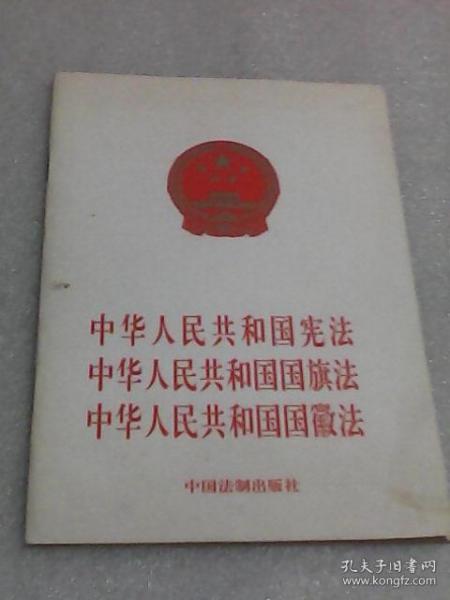 中华人民共和国宪法
中华人民共和国国旗法
中华人民共和国国徽法
中国法制出版社
孔夫子旧书网
www.kongfz.com